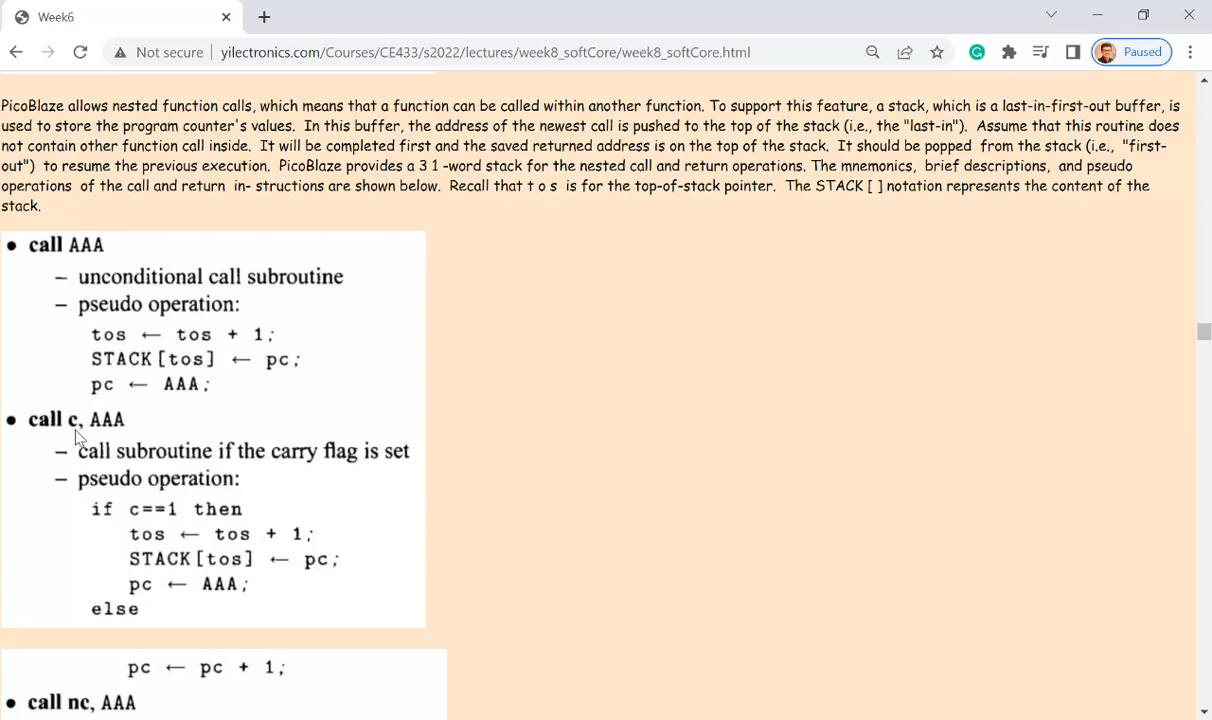 Week6
Not secure
yilectronics.com/Courses/CE433/s2022/lectures/week8_softCore/week8_softCore.html
Paused
PicoBlaze allows nested function calls, which means that a function can be called within another function. To support this feature, a stack, which is a last-in-first-out buffer, is
used to store the program counter's values. In this buffer, the address of the newest call is pushed to the top of the stack (i.e., the "last-in"). Assume that this routine does
not contain other function call inside. It will be completed first and the saved returned address is on the top of the stack. It should be popped from the stack (i.e., "first-
out") to resume the previous execution. PicoBlaze provides a 3 1 -word stack for the nested call and return operations. The mnemonics, brief descriptions, and pseudo
operations of the call and return in- structions are shown below. Recall that t o s is for the top-of-stack pointer. The STACK [ ] notation represents the content of the
stack.
• call AAA
– unconditional call subroutine
– pseudo operation:
tos ← tos + 1;
STACK[tos] ← pc;
pc ← AAA;
• call c, AAA
– call subroutine if the carry flag is set
– pseudo operation:
if c==1 then
tos ← tos + 1;
STACK[tos] ← pc;
pc ← AAA;
else
pc ← pc + 1;
• call nc, AAA